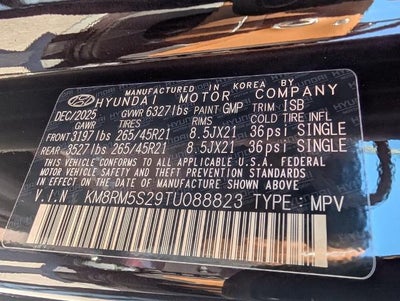 MANUFACTURED IN KOREA BY
HYUNDAI MOTOR COMPANY
DEC/2025 GVWR 6327lbs PAINT GMP TRIM ISB
GAWR TIRES RIMS COLD TIRE INFL
FRONT 3197 lbs 265/45R21 8.5JX21 36psi SINGLE
REAR 3527lbs 265/45R21 8.5JX21 36psi SINGLE
THIS VEHICLE CONFORMS TO ALL APPLICABLE U.S.A. FEDERAL
MOTOR VEHICLE SAFETY, BUMPER, AND THEFT PREVENTION STANDARDS
IN EFFECT ON THE DATE OF MANUFACTURE SHOWN ABOVE.
V.I.N KM8RM5S29TU088823 TYPE: MPV